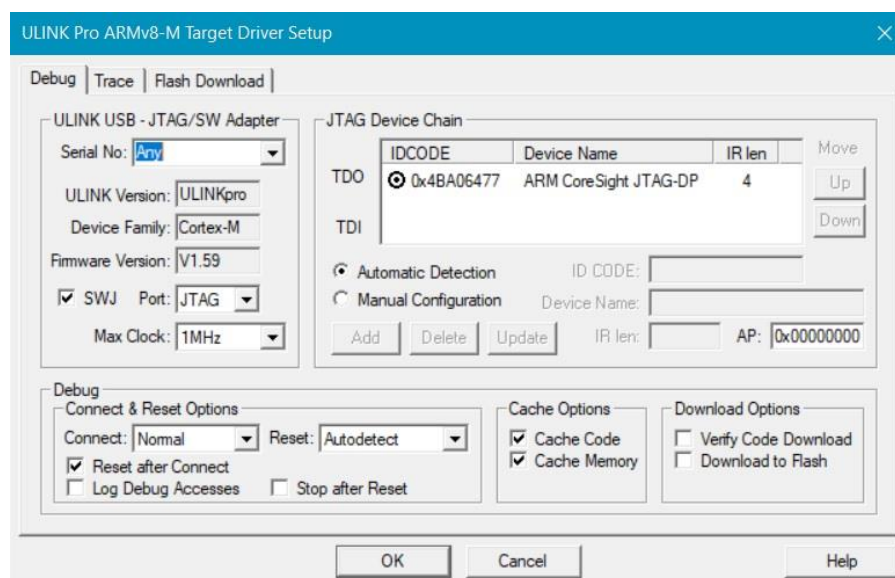 ULINK Pro ARMv8-M Target Driver Setup
Debug Trace Flash Download
ULINK USB - JTAG/SW Adapter
Serial No: Any
ULINK Version: ULINKpro
Device Family: Cortex-M
Firmware Version: V1.59
SWJ Port: JTAG
Max Clock: 1MHz
JTAG Device Chain
IDCODE Device Name IR len Move
TDO 0x4BA06477 ARM CoreSight JTAG-DP 4 Up
TDI Down
Automatic Detection ID CODE:
Manual Configuration Device Name:
Add Delete Update IR len: AP: 0x00000000
Debug
Connect & Reset Options
Connect: Normal Reset: Autodetect
Reset after Connect
Log Debug Accesses Stop after Reset
Cache Options
Cache Code
Cache Memory
Download Options
Verify Code Download
Download to Flash
OK Cancel Help